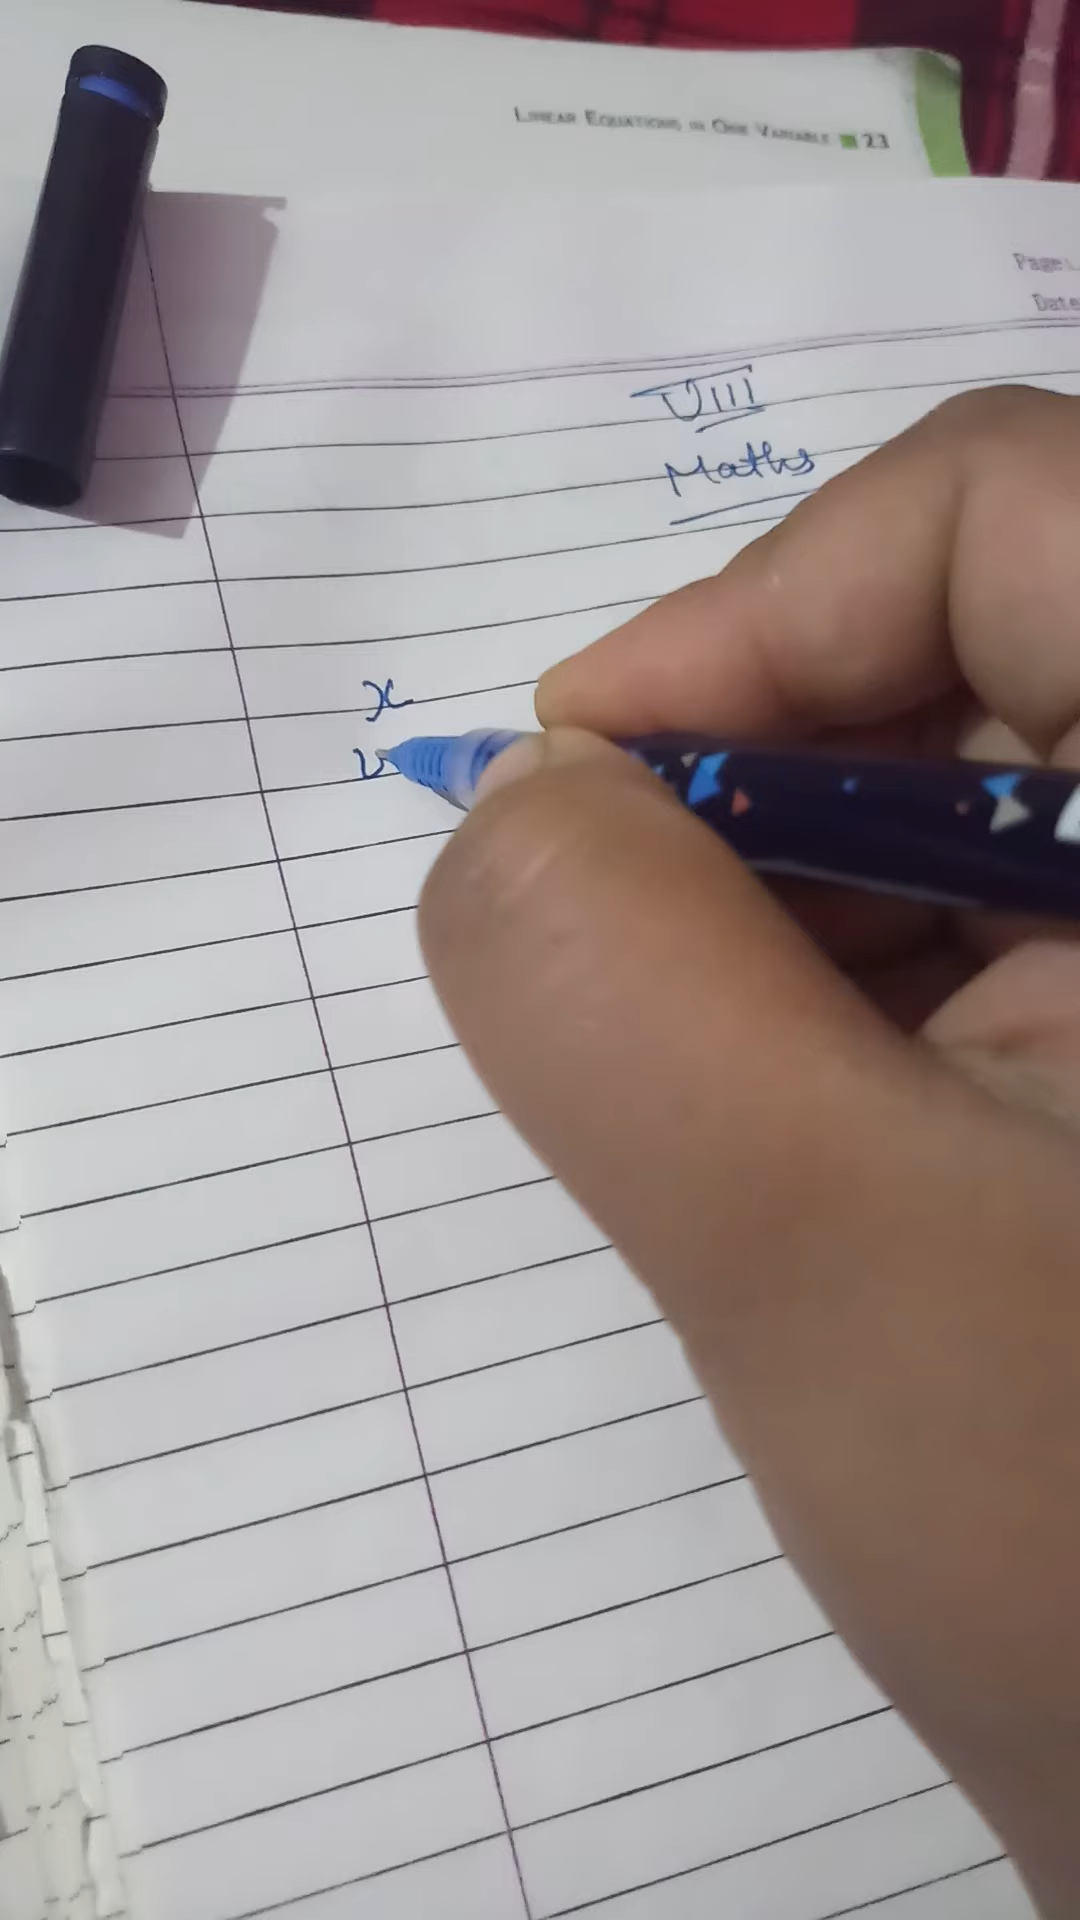 LINEAR EQUATIONS IN ONE VARIABLE 23
Page:
Date
VIII
Maths
x